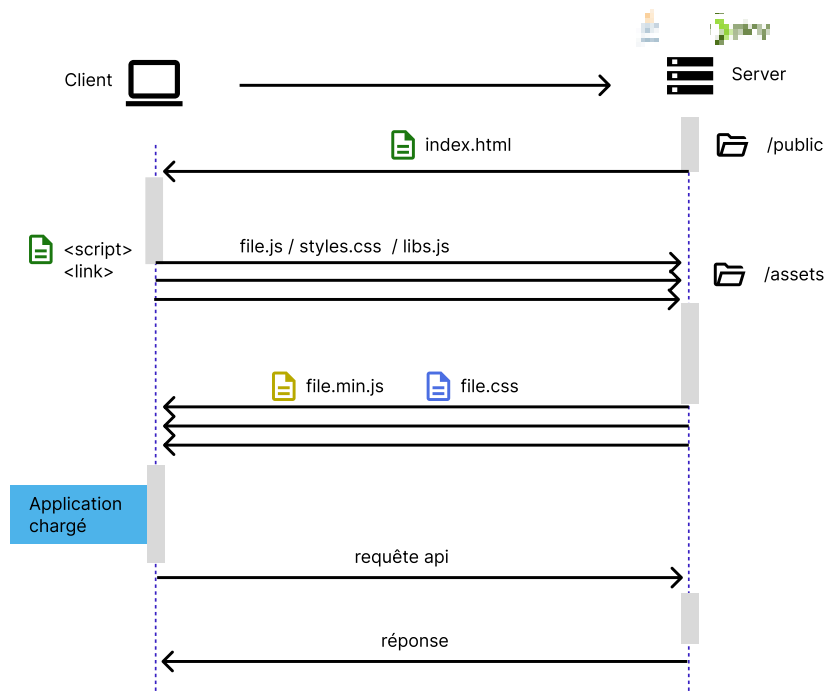 Client
Server
index.html
/public
<script>
<link>
file.js / styles.css / libs.js
/assets
file.min.js
file.css
Application
chargé
requête api
réponse